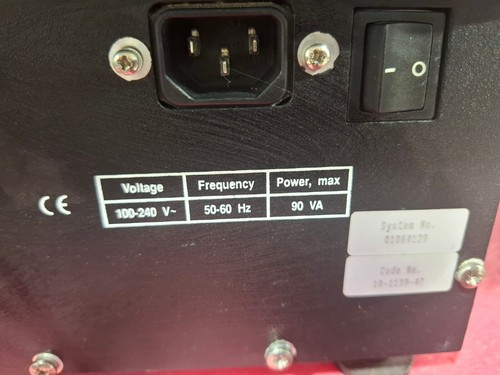 — O
CE
Voltage Frequency Power, max
100-240 V~ 50-60 Hz 90 VA
System No.
Code No.